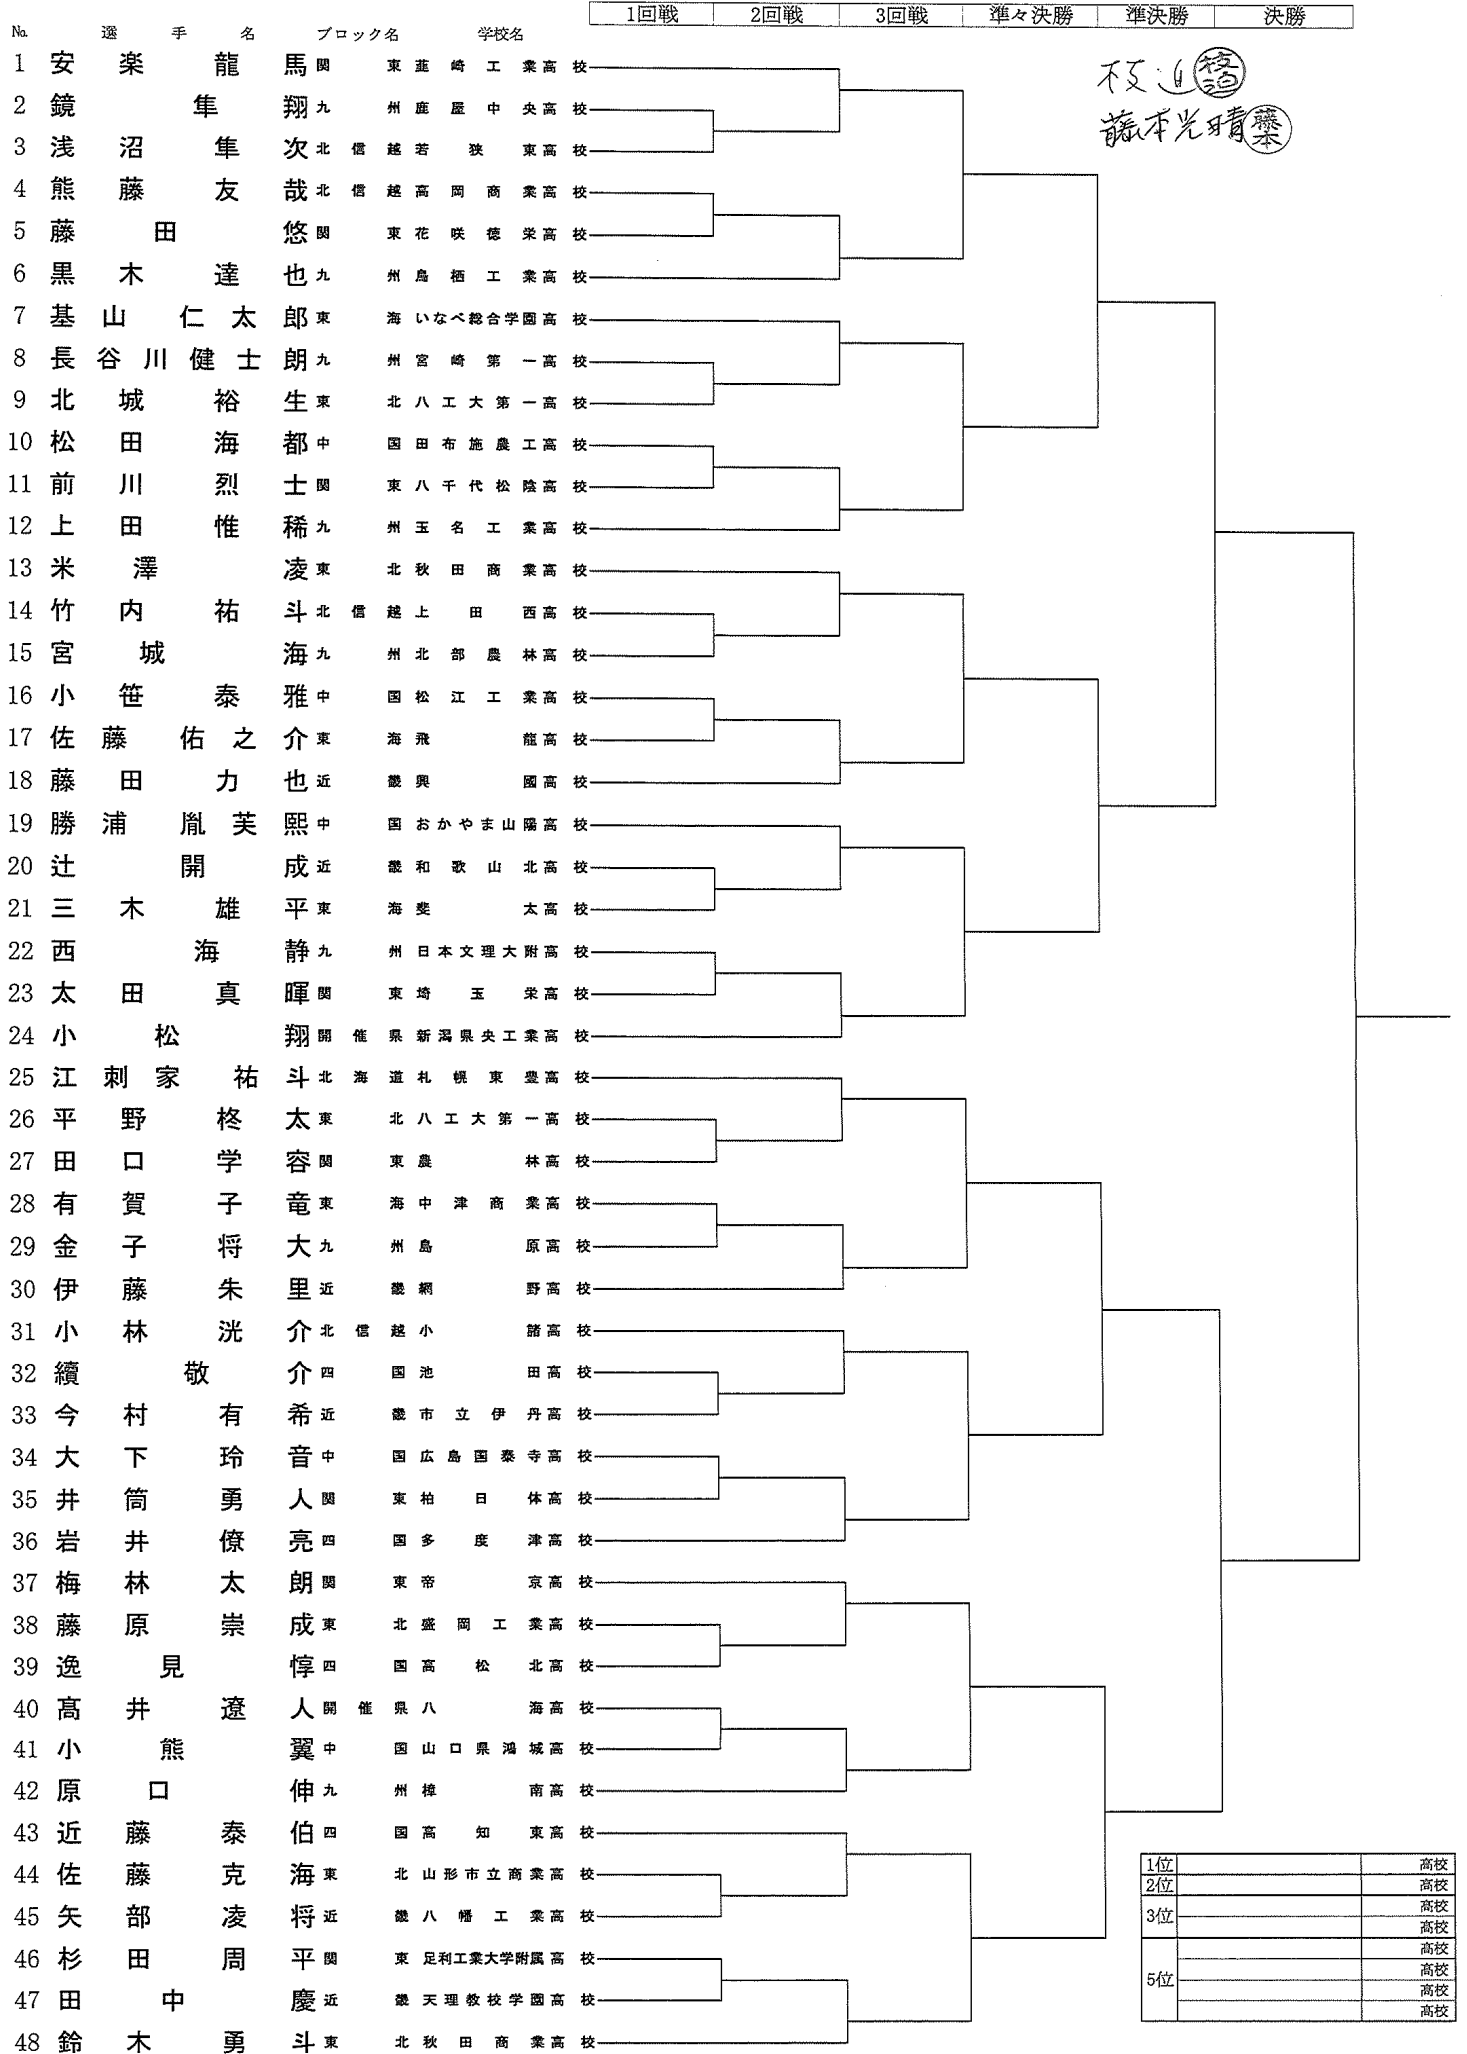 1回戦 2回戦 3回戦 準々決勝 準決勝 決勝
№ 選手名 ブロック名 学校名
1 安楽龍馬 関東 韮崎工業高校
2 鏡隼翔 九州 鹿屋中央高校
3 浅沼隼次 北信越 若狭東高校
4 熊藤友哉 北信越 高岡商業高校
5 藤田悠 関東 花咲徳栄高校
6 黒木達也 九州 鳥栖工業高校
7 基山仁太郎 東海 いなべ総合学園高校
8 長谷川健士朗 九州 宮崎第一高校
9 北城裕生 東北 八工大第一高校
10 松田海都 中国 田布施農工高校
11 前川烈士 関東 八千代松陰高校
12 上田惟稀 九州 玉名工業高校
13 米澤凌 東北 秋田商業高校
14 竹内祐斗 北信越 上田西高校
15 宮城海 九州 北部農林高校
16 小笹泰雅 中国 松江工業高校
17 佐藤佑之介 東海 飛龍高校
18 藤田力也 近畿 興國高校
19 勝浦胤芙熙 中国 おかやま山陽高校
20 辻開成 近畿 和歌山北高校
21 三木雄平 東海 斐太高校
22 西海静 九州 日本文理大附高校
23 太田真暉 関東 埼玉栄高校
24 小松翔 開催県 新潟県央工業高校
25 江刺家祐斗 北海道 札幌東豊高校
26 平野柊太 東北 八工大第一高校
27 田口学容 関東 農林高校
28 有賀子竜 東海 中津商業高校
29 金子将大 九州 島原高校
30 伊藤朱里 近畿 網野高校
31 小林洸介 北信越 小諸高校
32 續敬介 四国 池田高校
33 今村有希 近畿 市立伊丹高校
34 大下玲音 中国 広島国泰寺高校
35 井筒勇人 関東 柏日体高校
36 岩井僚亮 四国 多度津高校
37 梅林太朗 関東 帝京高校
38 藤原崇成 東北 盛岡工業高校
39 逸見惇 四国 高松北高校
40 髙井遼人 開催県 八海高校
41 小熊翼 中国 山口県鴻城高校
42 原口伸 九州 樟南高校
43 近藤泰伯 四国 高知東高校
44 佐藤克海 東北 山形市立商業高校
45 矢部凌将 近畿 八幡工業高校
46 杉田周平 関東 足利工業大学附属高校
47 田中慶 近畿 天理教校学園高校
48 鈴木勇斗 東北 秋田商業高校
枝迫 枝迫
藤本光晴 藤本
1位 高校
2位 高校
3位 高校
高校
5位 高校
高校
高校
高校